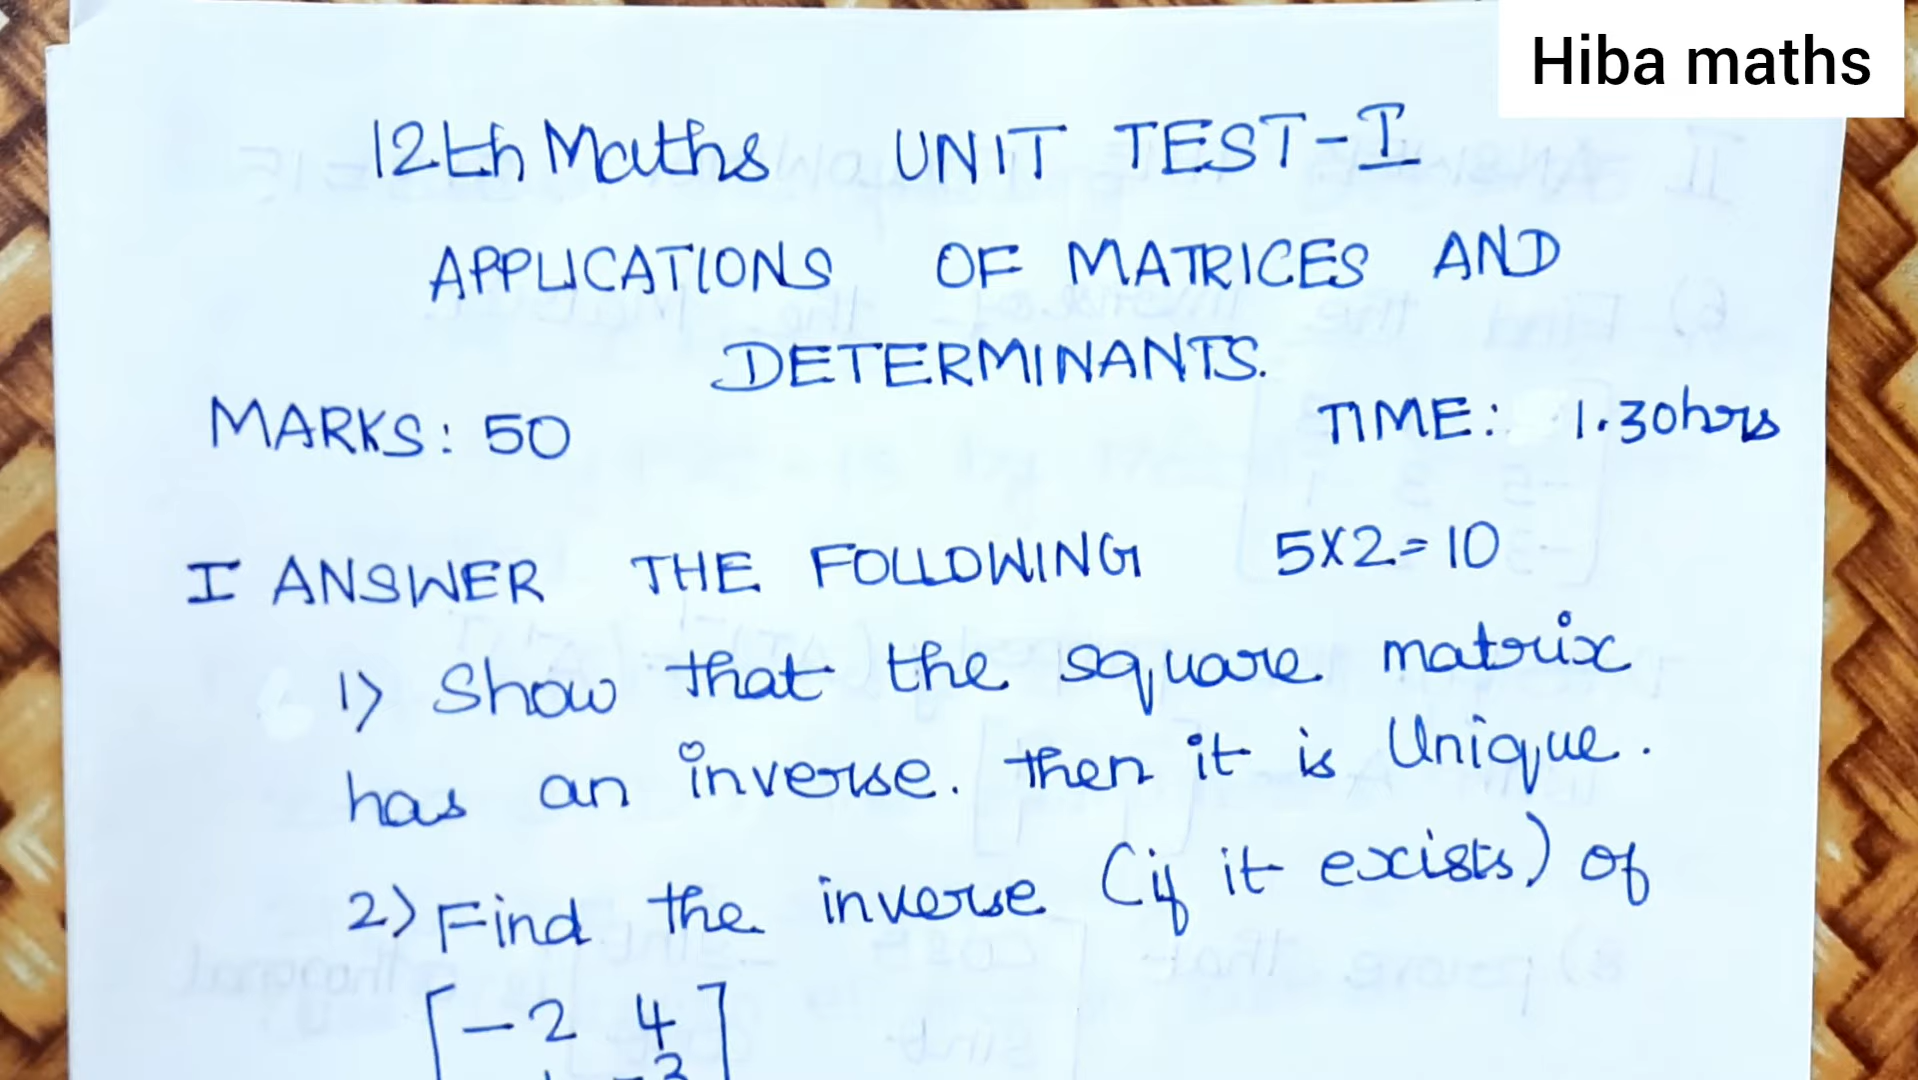 Hiba maths
12th Maths UNIT TEST-I
APPLICATIONS OF MATRICES AND
DETERMINANTS.
MARKS: 50 TIME: 1.30hrs
I ANSWER THE FOLLOWING 5X2=10
1) Show that the square matrix
has an inverse. then it is Unique.
2) Find the inverse (if it exists) of
[-2 4]